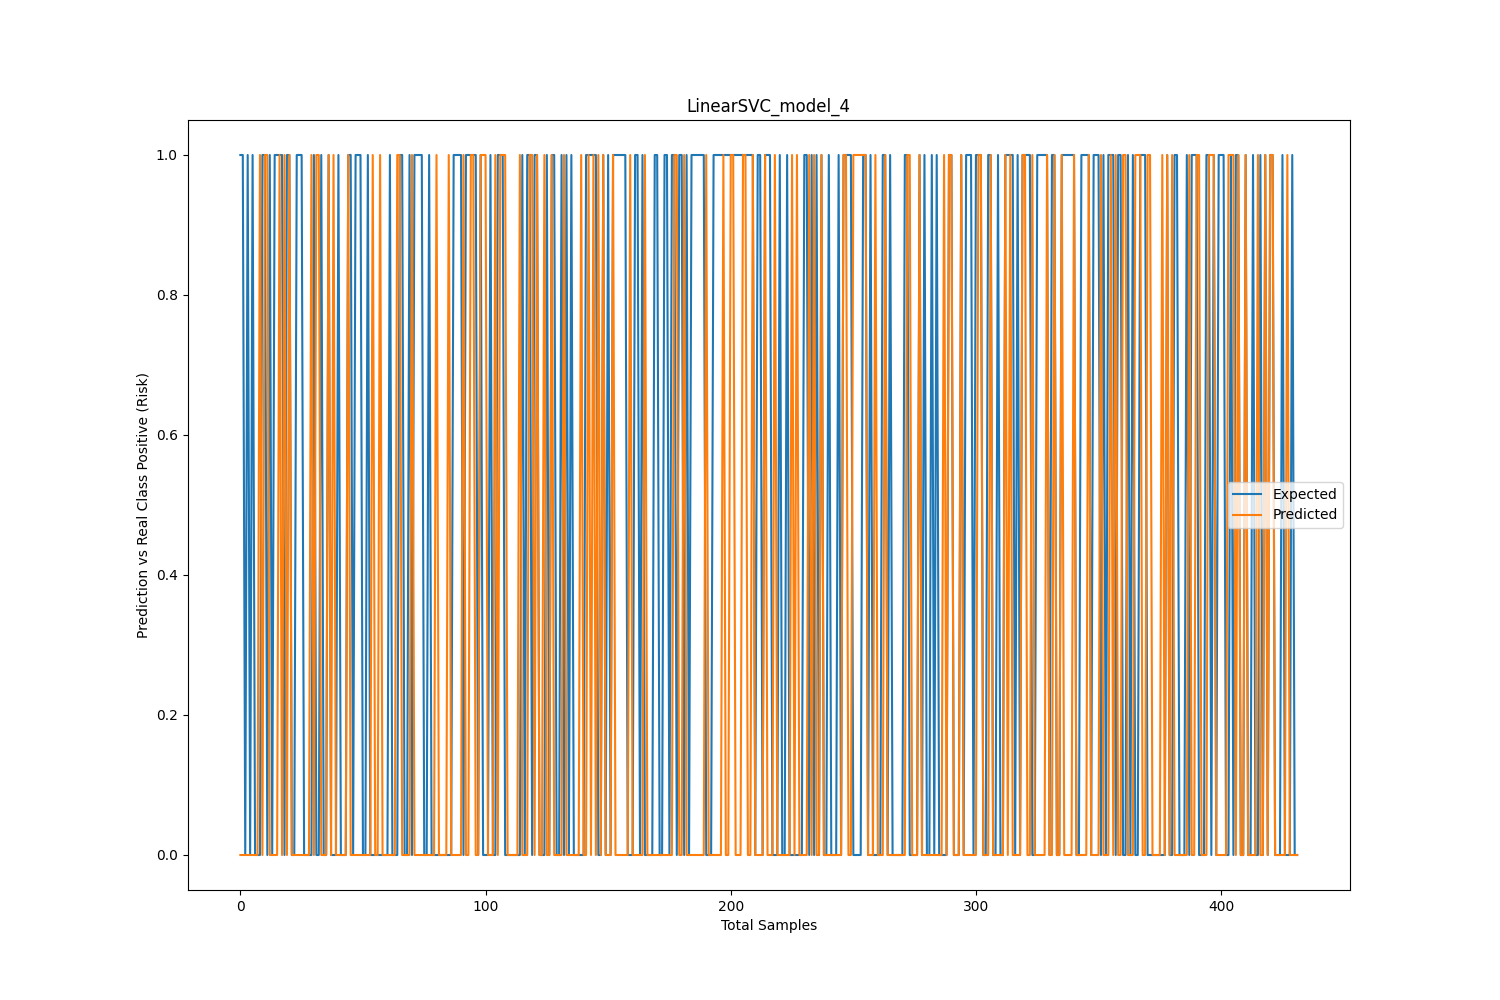 LinearSVC_model_4
1.0
0.8
0.6
0.4
0.2
0.0
Prediction vs Real Class Positive (Risk)
Expected
Predicted
0
100
200
300
400
Total Samples